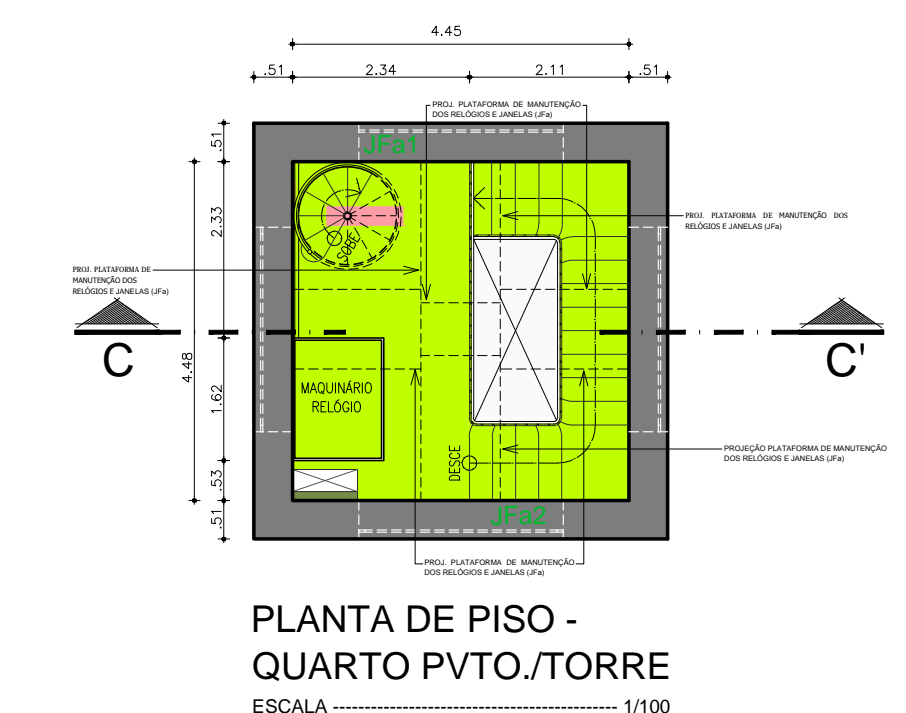 4.45
.51
2.34
2.11
.51
PROJ. PLATAFORMA DE MANUTENÇÃO
DOS RELÓGIOS E JANELAS (JFa)
.51
JFa1
2.33
SOBE
PROJ. PLATAFORMA DE MANUTENÇÃO DOS
RELÓGIOS E JANELAS (JFa)
PROJ. PLATAFORMA DE
MANUTENÇÃO DOS
RELÓGIOS E JANELAS (JFa)
C
C'
4.48
1.62
MAQUINÁRIO
RELÓGIO
DESCE
PROJEÇÃO PLATAFORMA DE MANUTENÇÃO
DOS RELÓGIOS E JANELAS (JFa)
.53
.51
JFa2
PROJ. PLATAFORMA DE MANUTENÇÃO
DOS RELÓGIOS E JANELAS (JFa)
PLANTA DE PISO -
QUARTO PVTO./TORRE
ESCALA --------------------------------------------- 1/100